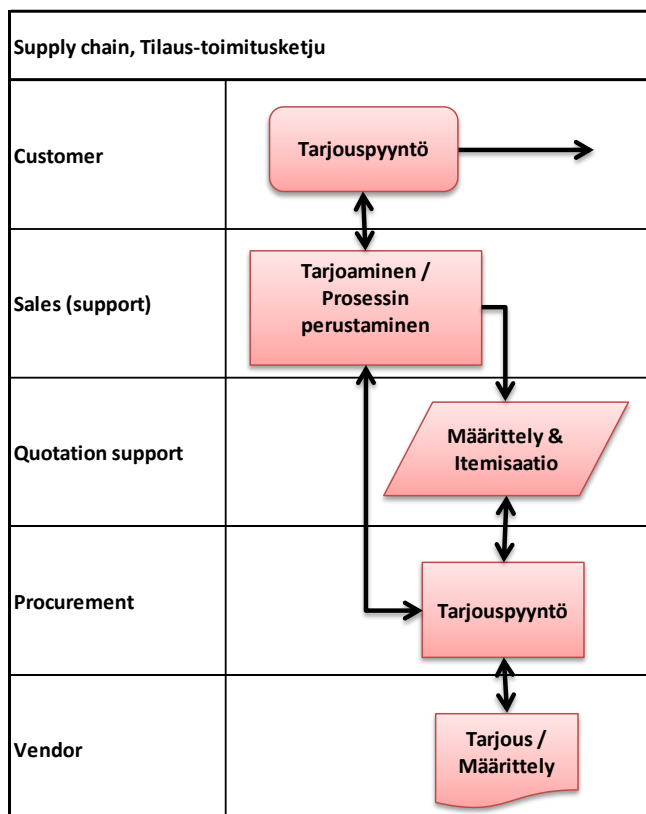 Supply chain, Tilaus-toimitusketju
Customer
Tarjouspyyntö
Sales (support)
Tarjoaminen /
Prosessin
perustaminen
Quotation support
Määrittely &
Itemisaatio
Procurement
Tarjouspyyntö
Vendor
Tarjous /
Määrittely